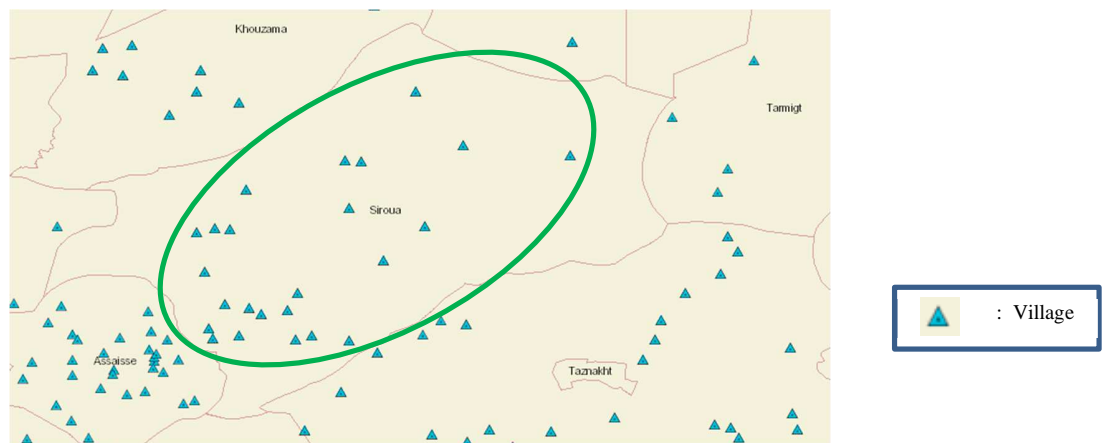 Khouzama
Tarmigt
Siroua
Assaisse
Taznakht
: Village